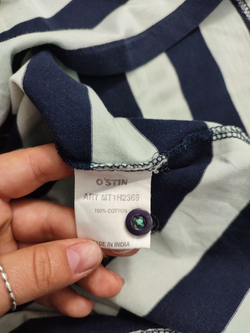 O'STIN
ART MT1H2369
100% COTTON
MADE IN INDIA